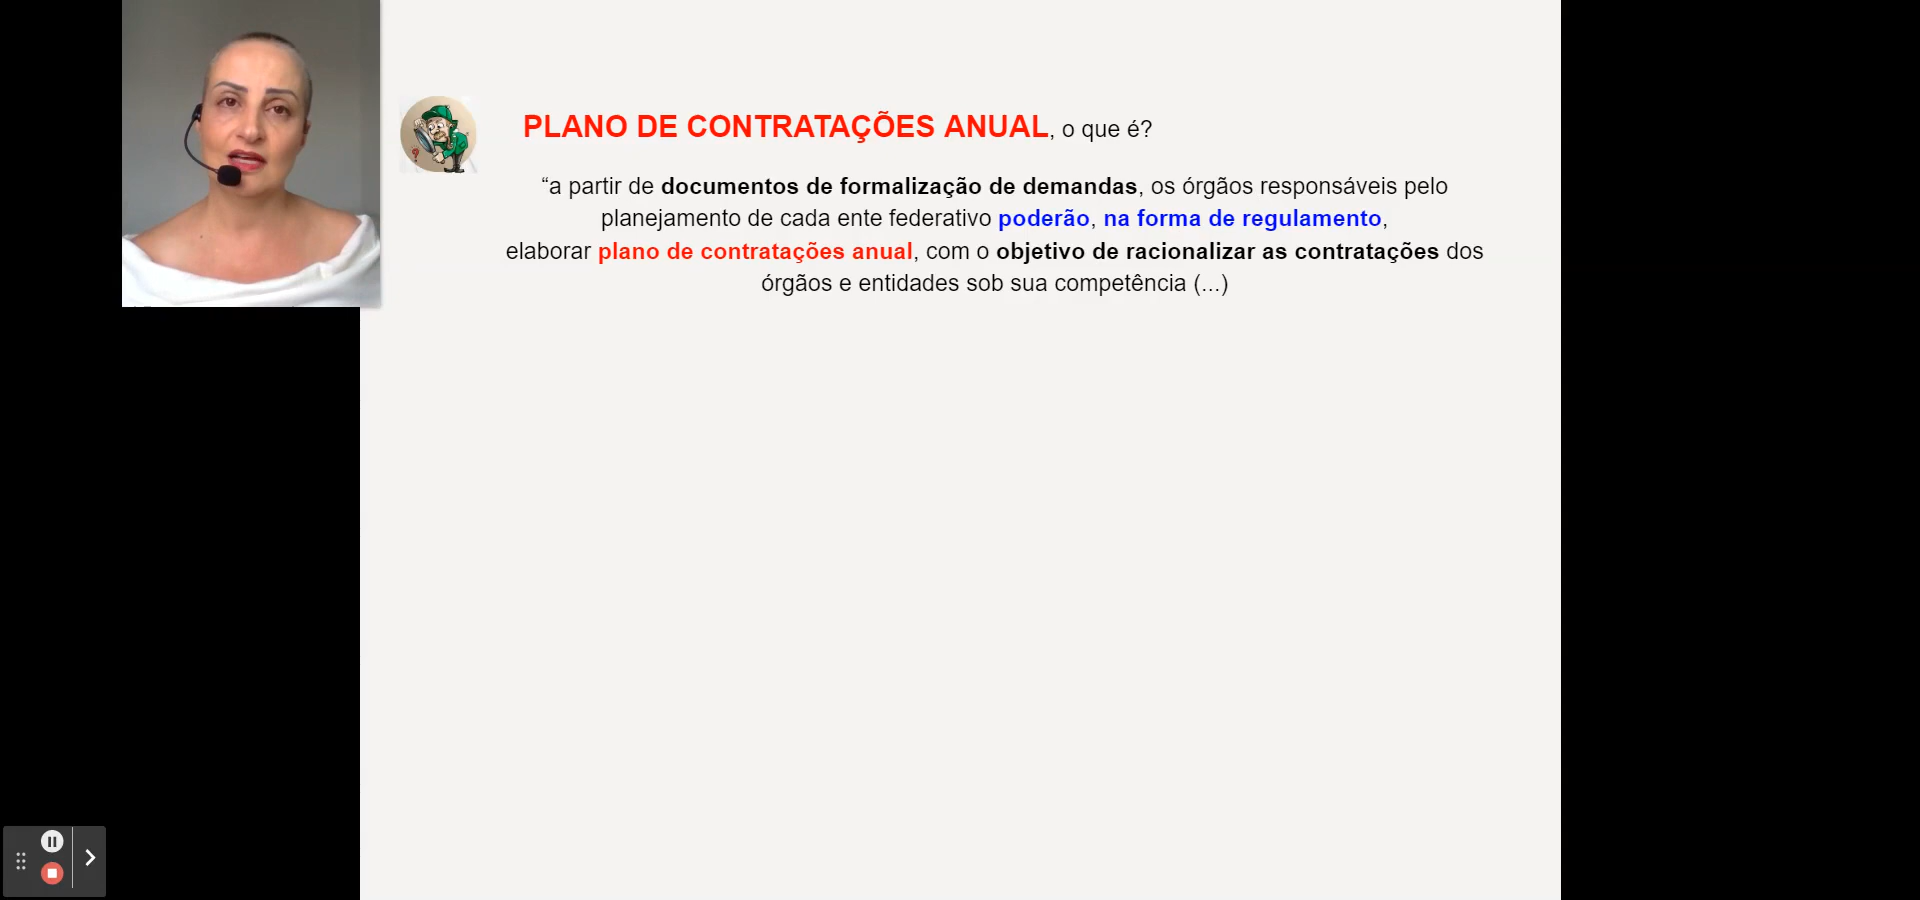 PLANO DE CONTRATAÇÕES ANUAL, o que é?
“a partir de documentos de formalização de demandas, os órgãos responsáveis pelo
planejamento de cada ente federativo poderão, na forma de regulamento,
elaborar plano de contratações anual, com o objetivo de racionalizar as contratações dos
órgãos e entidades sob sua competência (...)